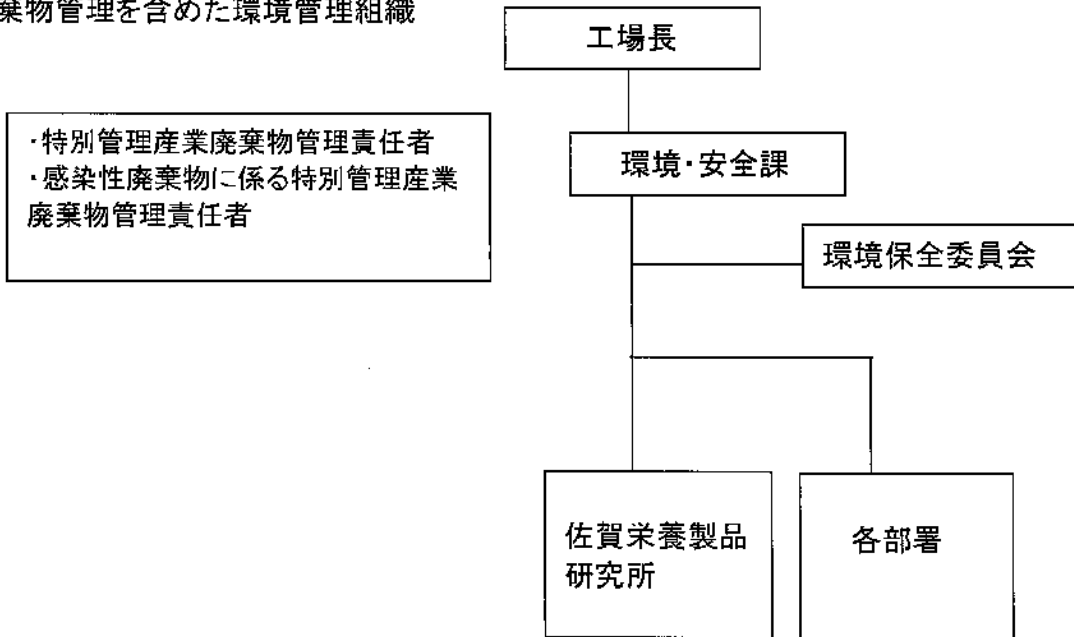 棄物管理を含めた環境管理組織
工場長
・特別管理産業廃棄物管理責任者
・感染性廃棄物に係る特別管理産業
廃棄物管理責任者
環境・安全課
環境保全委員会
佐賀栄養製品
研究所
各部署